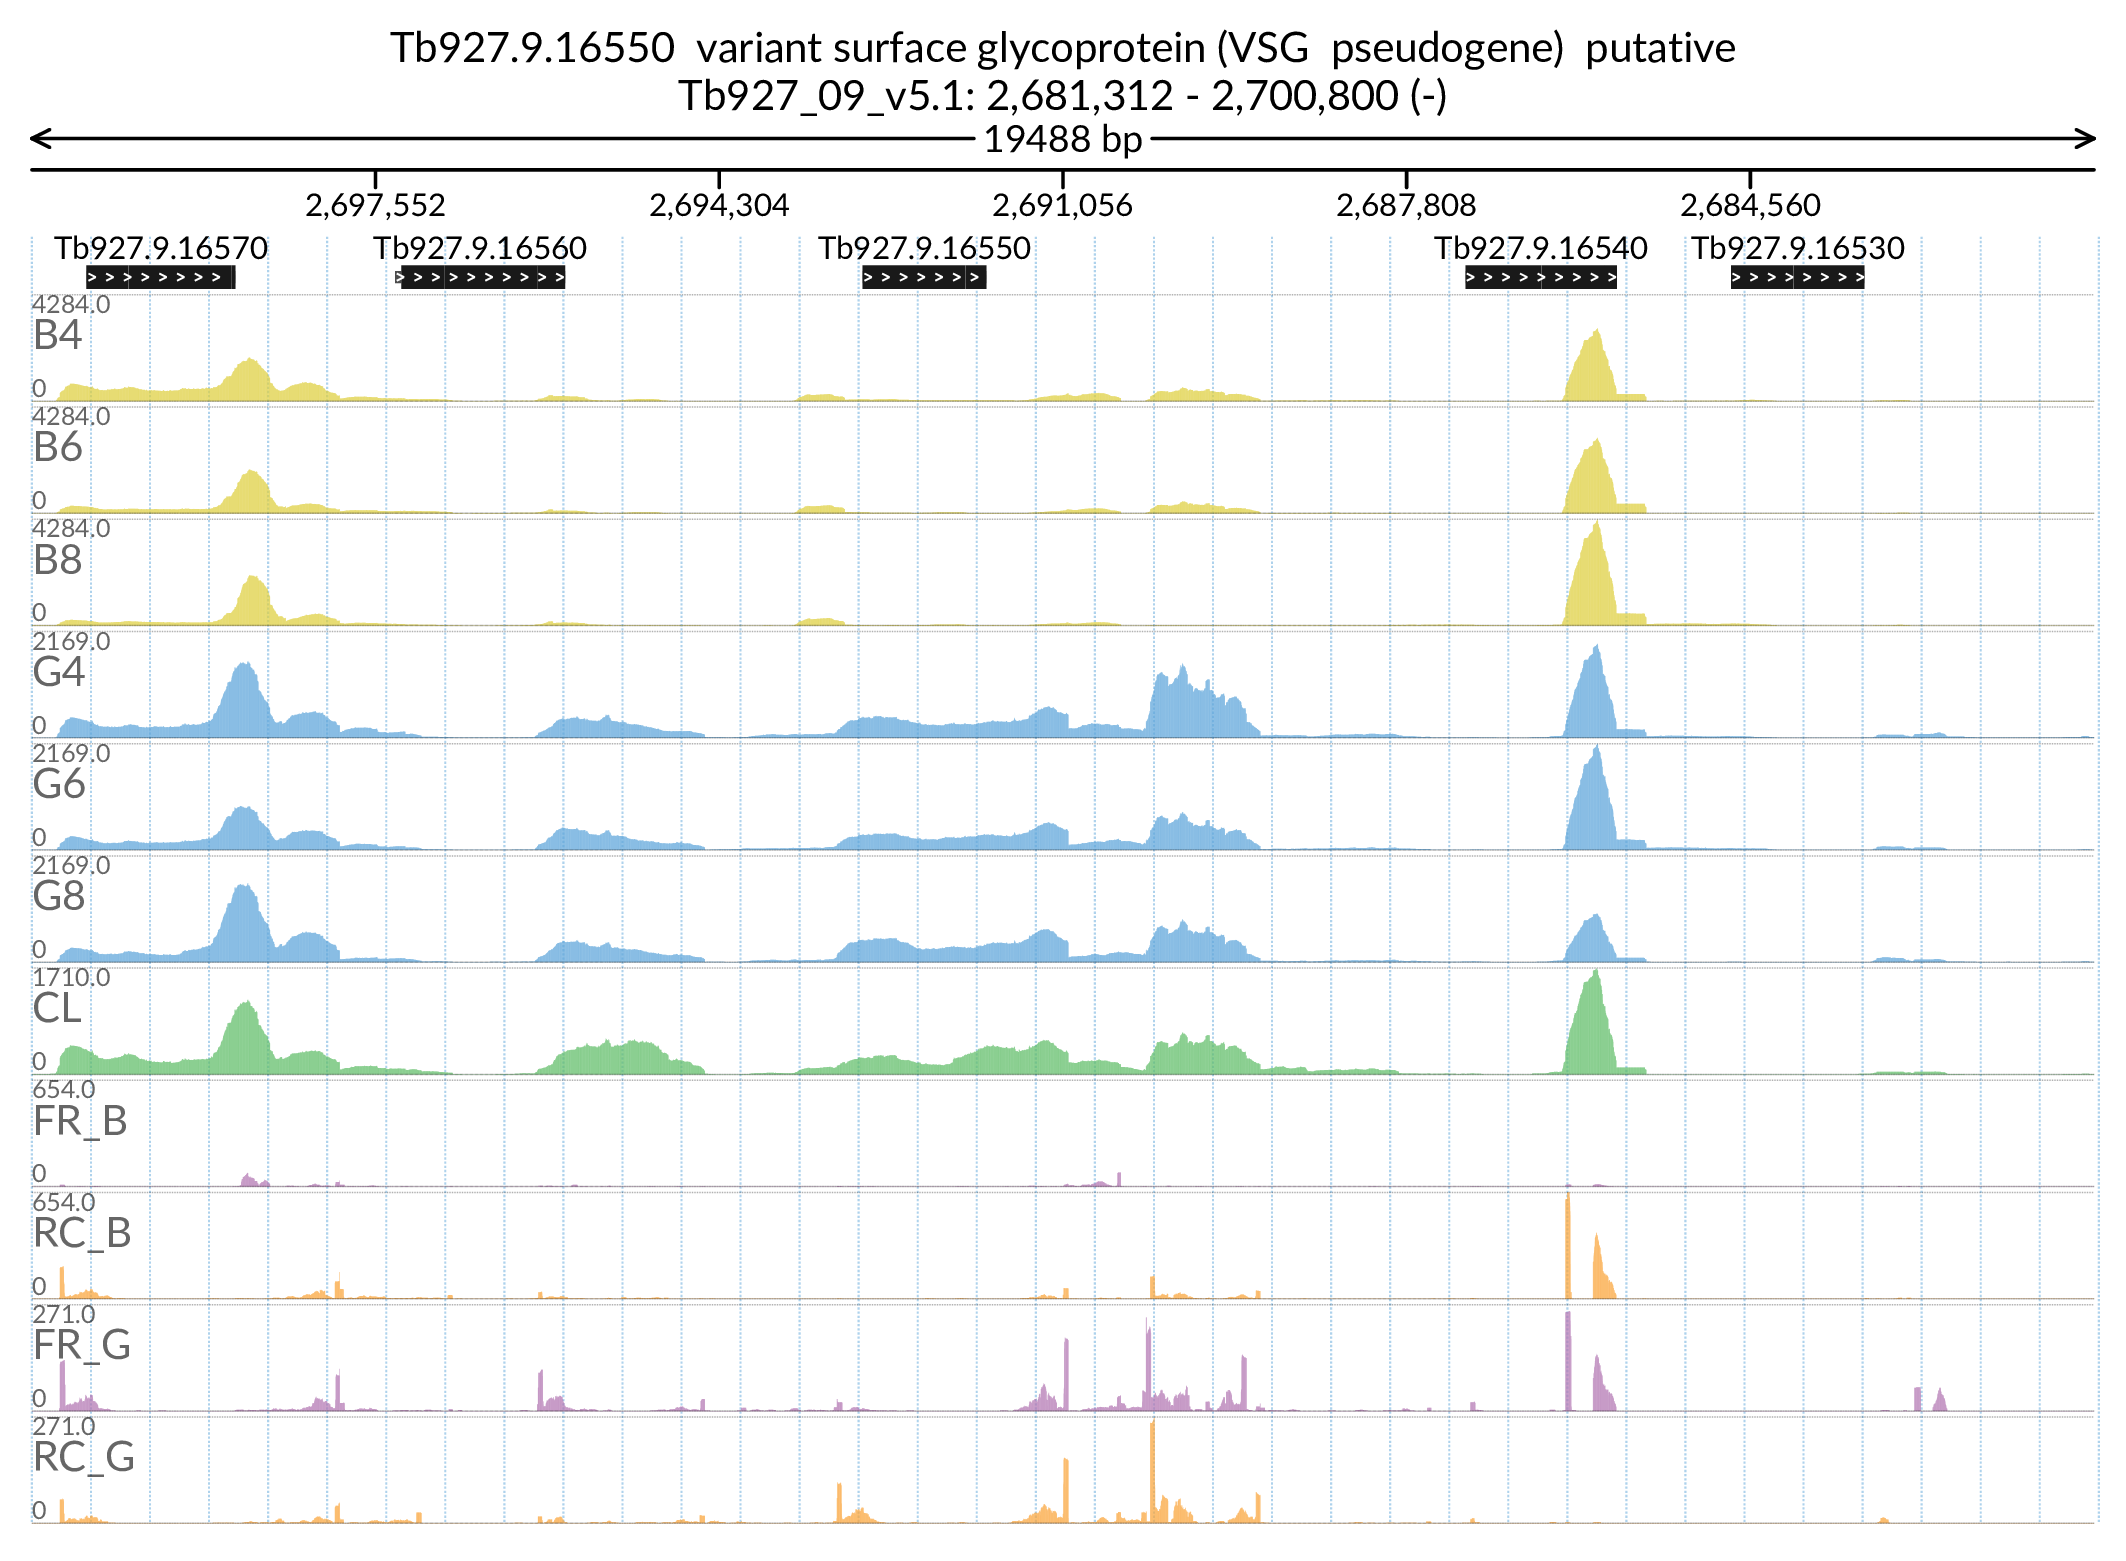 Tb927.9.16550 variant surface glycoprotein (VSG pseudogene) putative
Tb927_09_v5.1: 2,681,312 - 2,700,800 (-)
19488 bp
2,697,552 2,694,304 2,691,056 2,687,808 2,684,560
Tb927.9.16570 Tb927.9.16560 Tb927.9.16550 Tb927.9.16540 Tb927.9.16530
4284.0
B4
0
4284.0
B6
0
4284.0
B8
0
2169.0
G4
0
2169.0
G6
0
2169.0
G8
0
1710.0
CL
0
654.0
FR_B
0
654.0
RC_B
0
271.0
FR_G
0
271.0
RC_G
0